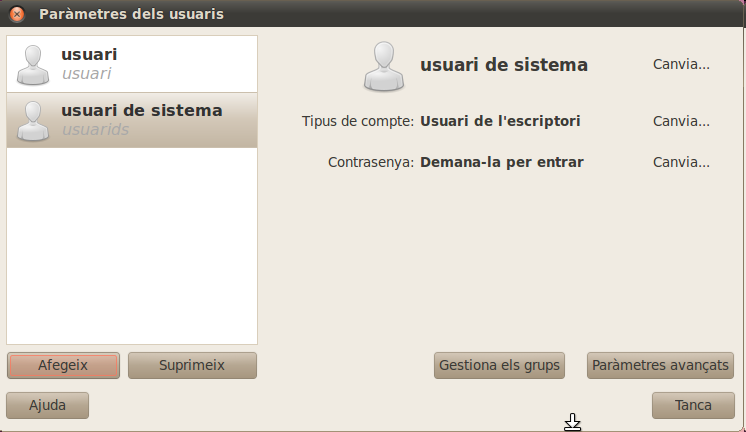 Paràmetres dels usuaris
usuari
usuari
usuari de sistema
usuarids
usuari de sistema Canvia...
Tipus de compte: Usuari de l'escriptori Canvia...
Contrasenya: Demana-la per entrar Canvia...
Afegeix Suprimeix Gestiona els grups Paràmetres avançats
Ajuda Tanca